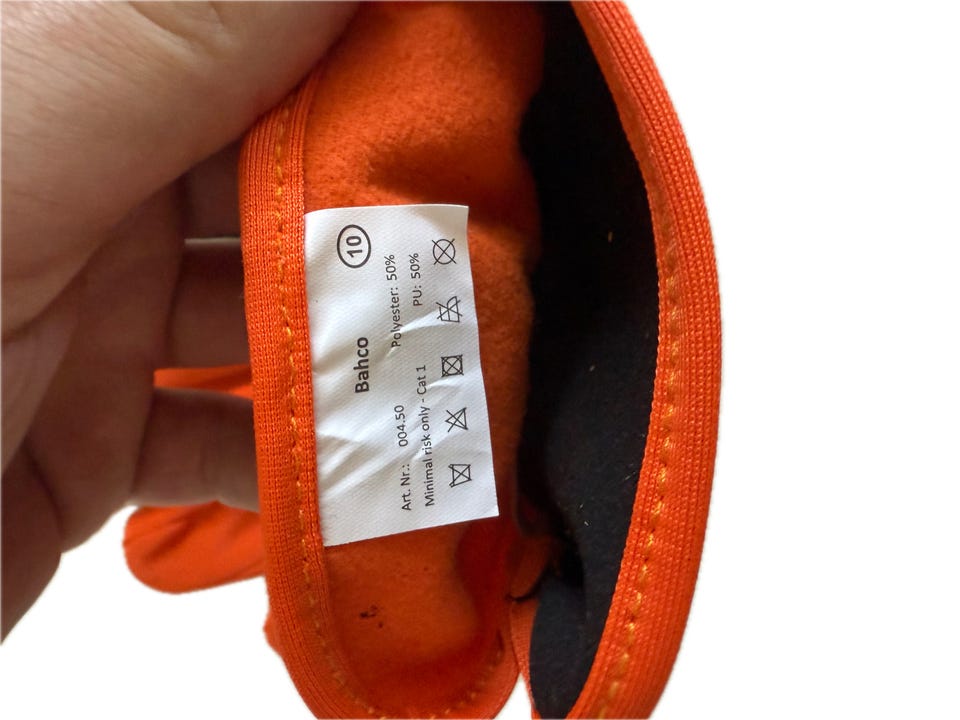 10
Bahco
Art. Nr.: 004.50 Polyester: 50%
Minimal risk only - Cat 1 PU: 50%